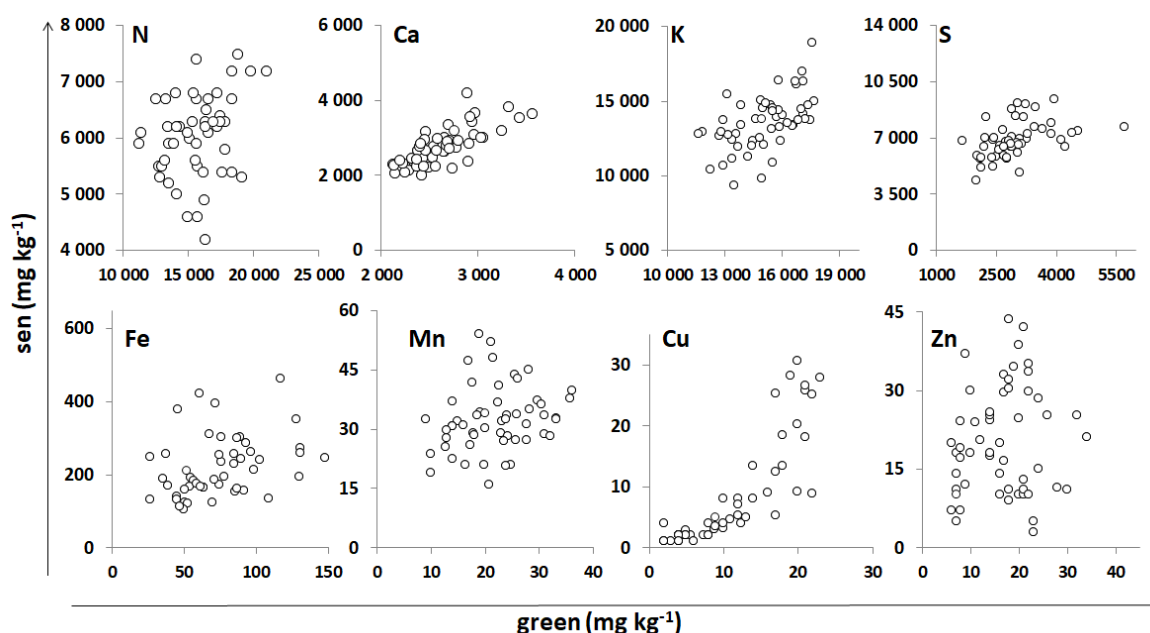 8 000
7 000
6 000
5 000
4 000
N
10 000 15 000 20 000 25 000
6 000
4 000
2 000
0
Ca
2 000 3 000 4 000
20 000
15 000
10 000
5 000
K
10 000 13 000 16 000 19 000
14 000
10 500
7 000
3 500
0
S
1000 2500 4000 5500
sen (mg kg⁻¹)
600
400
200
0
Fe
0 50 100 150
60
45
30
15
0
Mn
0 10 20 30 40
30
20
10
0
Cu
0 10 20 30
45
30
15
0
Zn
0 10 20 30 40
green (mg kg⁻¹)